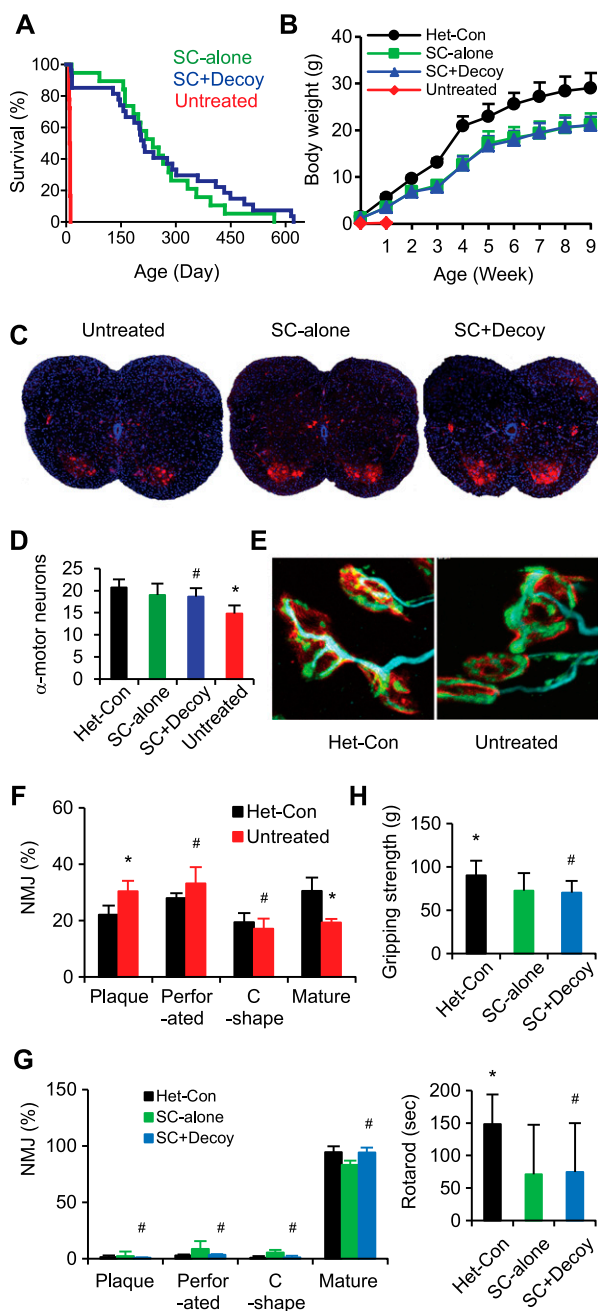 A
SC-alone
SC+Decoy
Untreated
Survival (%)
100
80
60
40
20
0
0 150 300 450 600
Age (Day)
B
Het-Con
SC-alone
SC+Decoy
Untreated
Body weight (g)
40
30
20
10
0
1 2 3 4 5 6 7 8 9
Age (Week)
C
Untreated SC-alone SC+Decoy
D
α-motor neurons
25
20
15
10
5
0
# *
Het-Con
SC-alone
SC+Decoy
Untreated
E
Het-Con Untreated
F
NMJ (%)
60
40
20
0
Het-Con
Untreated
* # # *
Plaque Perfor C Mature
-ated -shape
H
Gripping strength (g)
150
100
50
0
* #
Het-Con
SC-alone
SC+Decoy
G
NMJ (%)
150
100
50
0
Het-Con
SC-alone
SC+Decoy
# # # #
Plaque Perfor C Mature
-ated -shape
Rotarod (sec)
200
150
100
50
0
* #
Het-Con
SC-alone
SC+Decoy